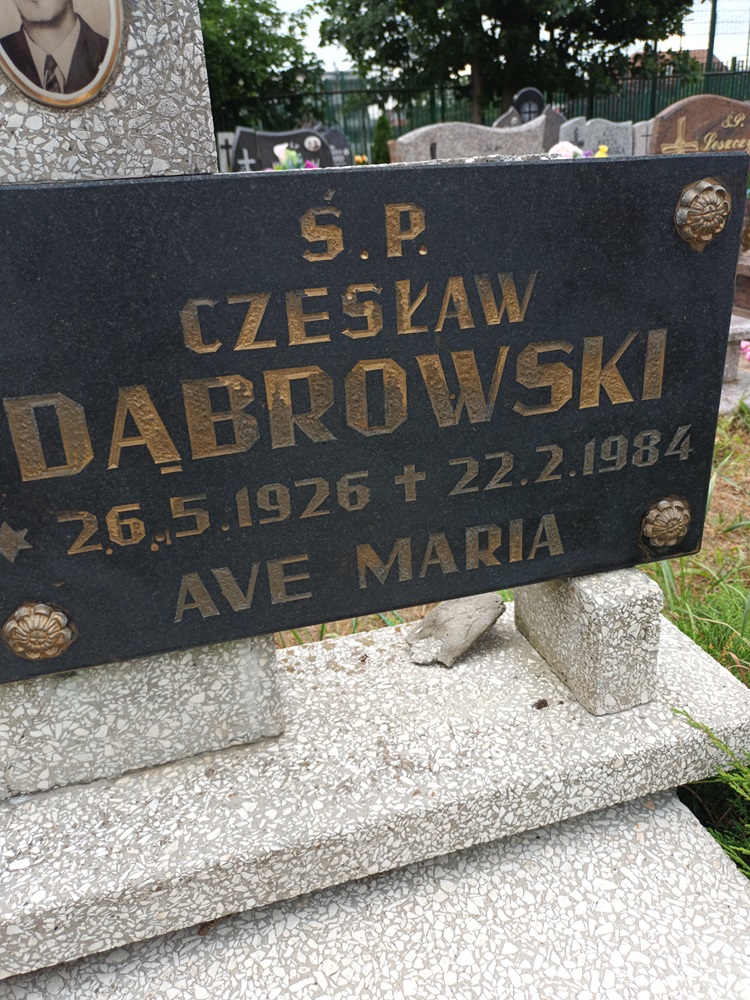 Ś.P.
CZESŁAW
DĄBROWSKI
* 26.5.1926 ✝ 22.2.1984
AVE MARIA
Ś.P.